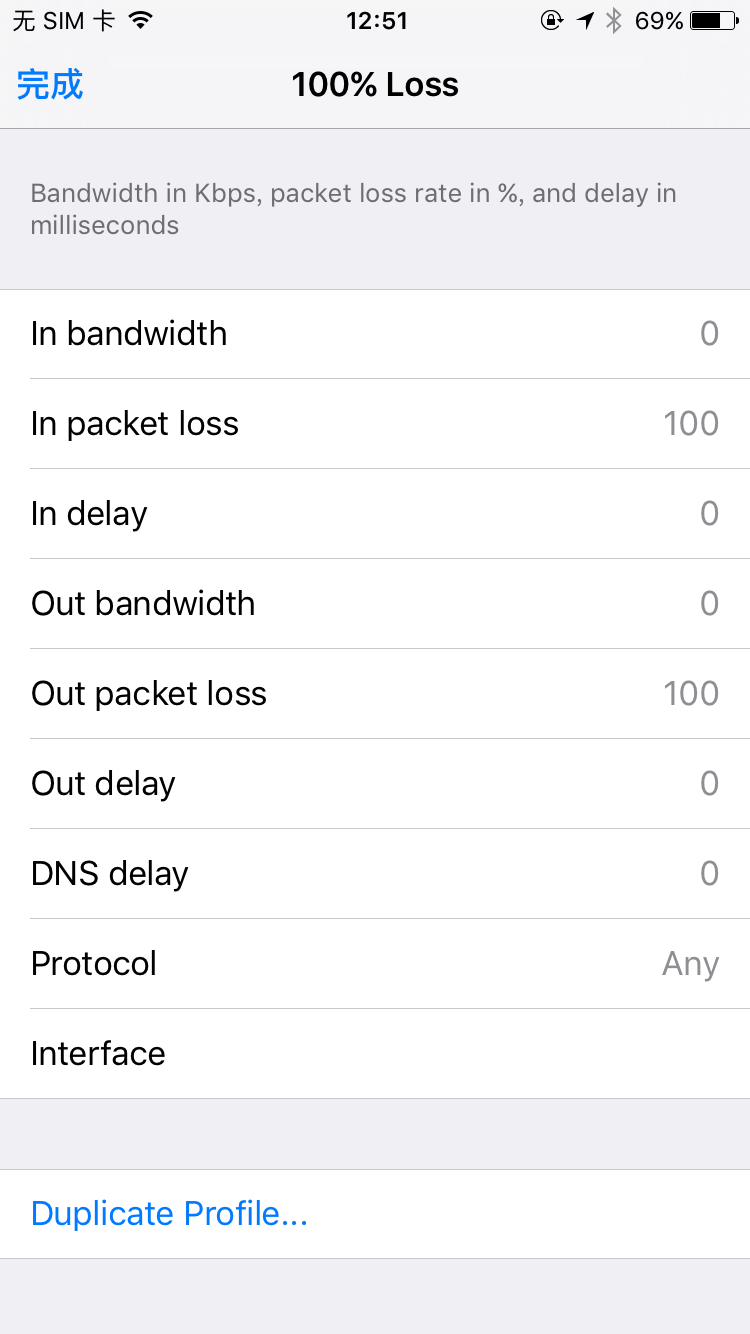 无 SIM 卡 12:51 69%
完成 100% Loss
Bandwidth in Kbps, packet loss rate in %, and delay in
milliseconds
In bandwidth 0
In packet loss 100
In delay 0
Out bandwidth 0
Out packet loss 100
Out delay 0
DNS delay 0
Protocol Any
Interface
Duplicate Profile...